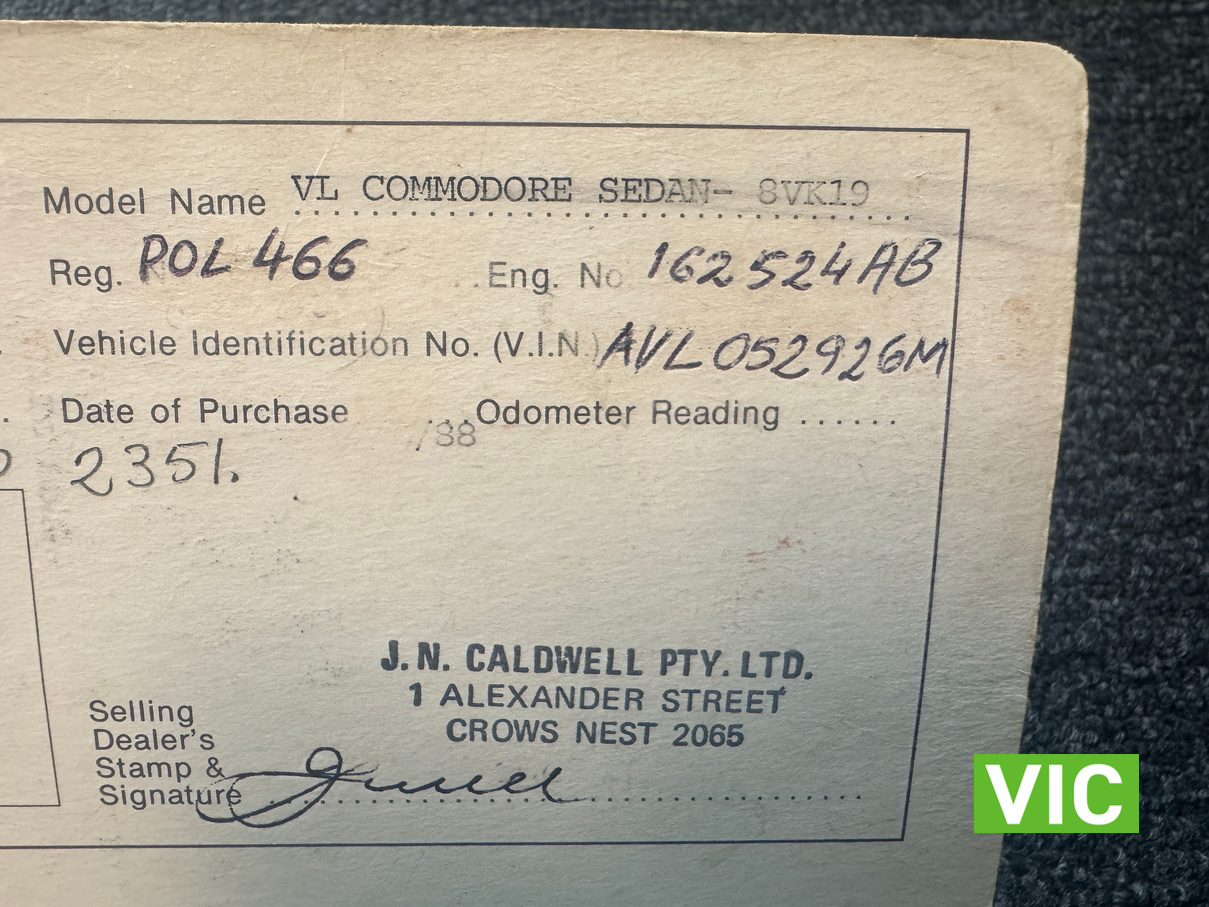 Model Name VL COMMODORE SEDAN- 8VK19
Reg. POL 466 ..Eng. No 162524AB
Vehicle Identification No. (V.I.N.) AVL052926M
Date of Purchase /88 .Odometer Reading ......
2351.
J.N. CALDWELL PTY. LTD.
1 ALEXANDER STREET
CROWS NEST 2065
Selling
Dealer's
Stamp &
Signature
VIC